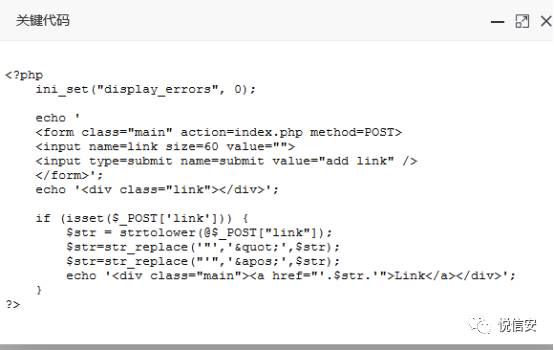 关键代码
<?php
    ini_set("display_errors", 0);

    echo '
    <form class="main" action=index.php method=POST>
    <input name=link size=60 value="">
    <input type=submit name=submit value="add link" />
    </form>';
    echo '<div class="link"></div>';

    if (isset($_POST['link'])) {
        $str = strtolower(@$_POST["link"]);
        $str=str_replace('"','&quot;',$str);
        $str=str_replace("'",'&apos;',$str);
        echo '<div class="main"><a href="'.$str.'">Link</a></div>';
    }
?>
悦信安